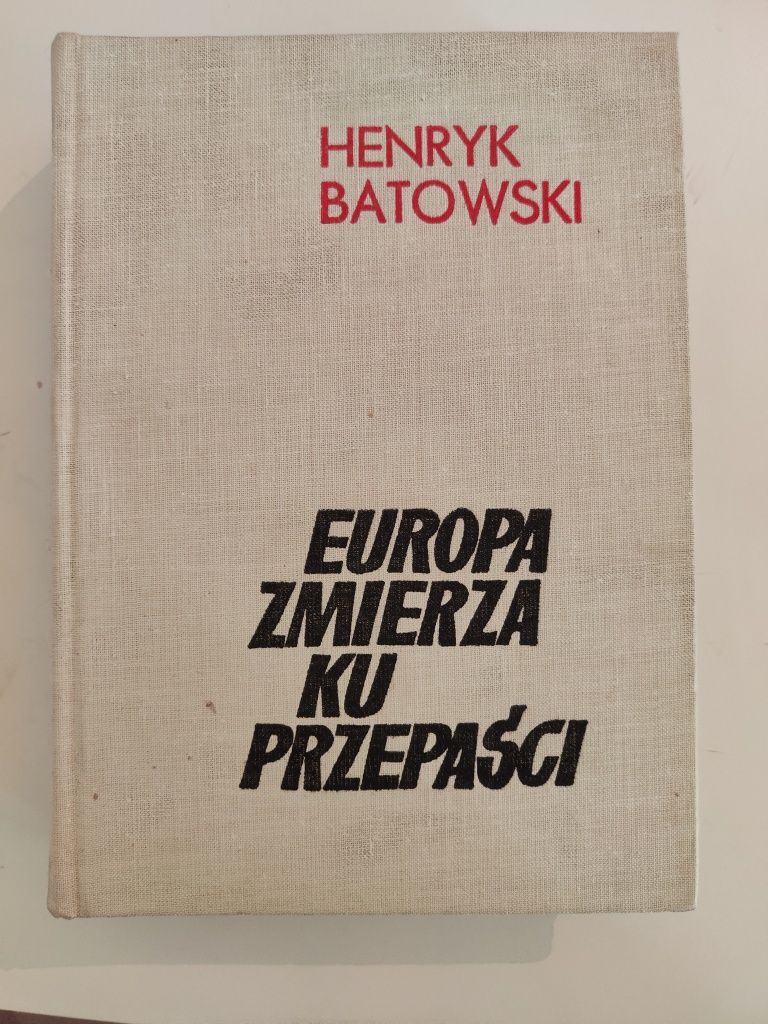 HENRYK
BATOWSKI
EUROPA
ZMIERZA
KU
PRZEPAŚCI